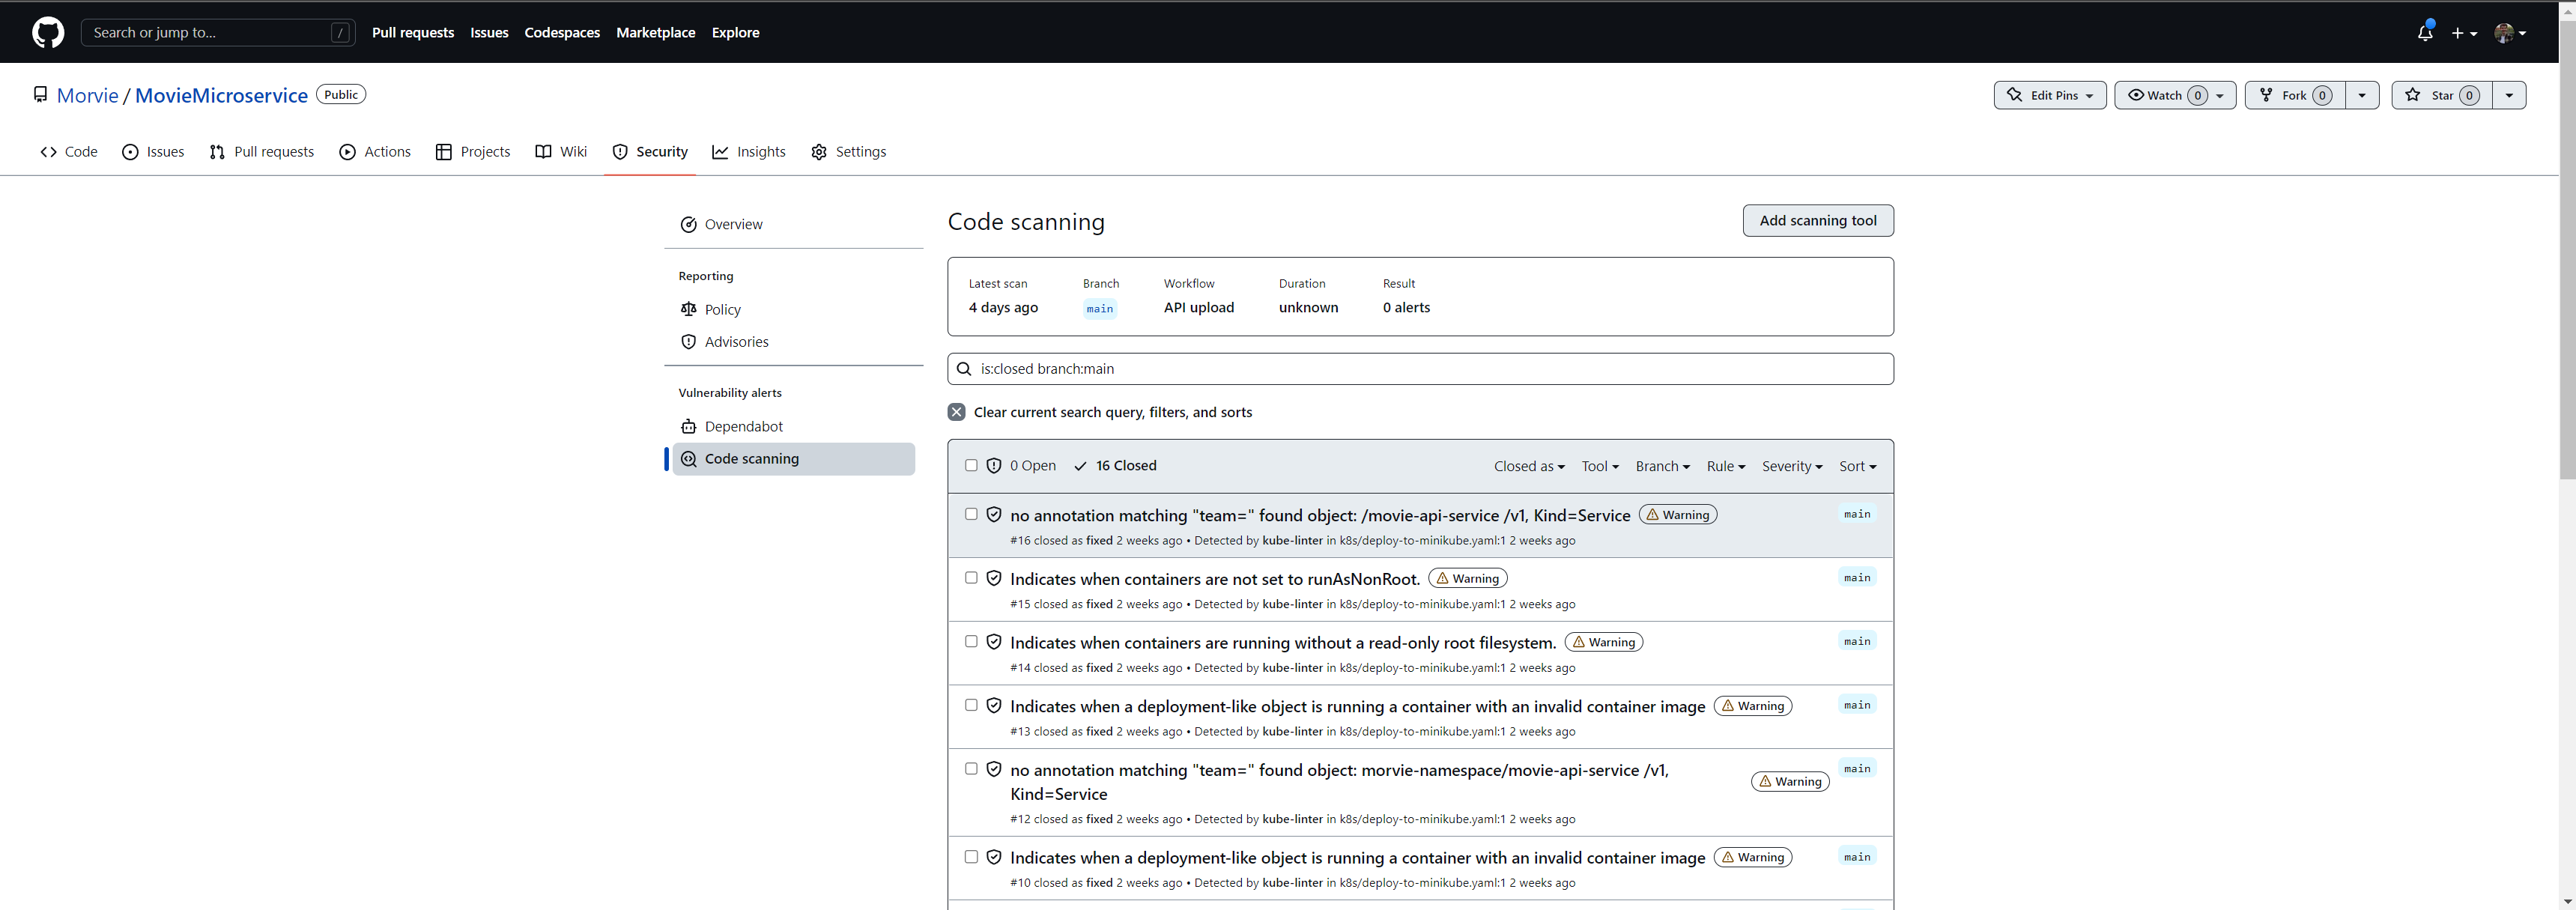 Search or jump to... /
Pull requests Issues Codespaces Marketplace Explore
Morvie / MovieMicroservice Public
Edit Pins Watch 0 Fork 0 Star 0
Code Issues Pull requests Actions Projects Wiki Security Insights Settings
Overview
Reporting
Policy
Advisories
Vulnerability alerts
Dependabot
Code scanning
Code scanning
Add scanning tool
Latest scan Branch Workflow Duration Result
4 days ago main API upload unknown 0 alerts
is:closed branch:main
Clear current search query, filters, and sorts
0 Open 16 Closed Closed as Tool Branch Rule Severity Sort
no annotation matching "team=" found object: /movie-api-service /v1, Kind=Service Warning main
#16 closed as fixed 2 weeks ago • Detected by kube-linter in k8s/deploy-to-minikube.yaml:1 2 weeks ago
Indicates when containers are not set to runAsNonRoot. Warning main
#15 closed as fixed 2 weeks ago • Detected by kube-linter in k8s/deploy-to-minikube.yaml:1 2 weeks ago
Indicates when containers are running without a read-only root filesystem. Warning main
#14 closed as fixed 2 weeks ago • Detected by kube-linter in k8s/deploy-to-minikube.yaml:1 2 weeks ago
Indicates when a deployment-like object is running a container with an invalid container image Warning main
#13 closed as fixed 2 weeks ago • Detected by kube-linter in k8s/deploy-to-minikube.yaml:1 2 weeks ago
no annotation matching "team=" found object: morvie-namespace/movie-api-service /v1, main
Kind=Service Warning
#12 closed as fixed 2 weeks ago • Detected by kube-linter in k8s/deploy-to-minikube.yaml:1 2 weeks ago
Indicates when a deployment-like object is running a container with an invalid container image Warning main
#10 closed as fixed 2 weeks ago • Detected by kube-linter in k8s/deploy-to-minikube.yaml:1 2 weeks ago